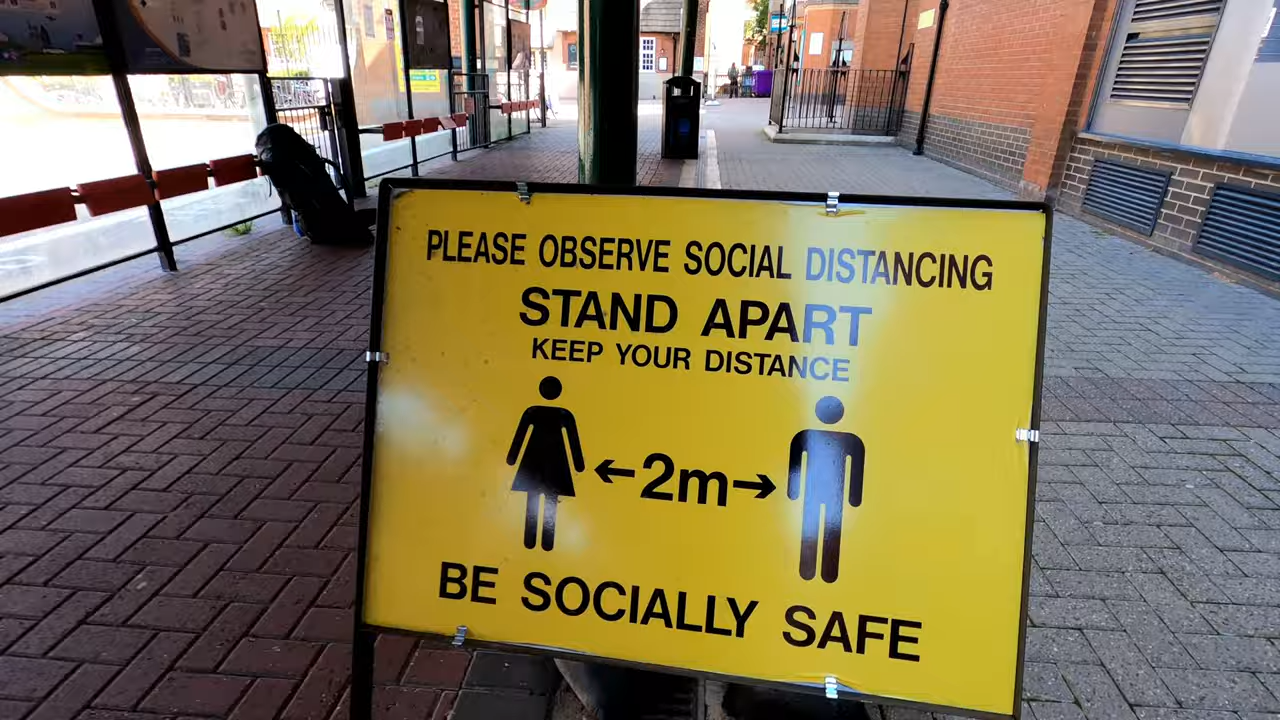 PLEASE OBSERVE SOCIAL DISTANCING
STAND APART
KEEP YOUR DISTANCE
←2m→
BE SOCIALLY SAFE